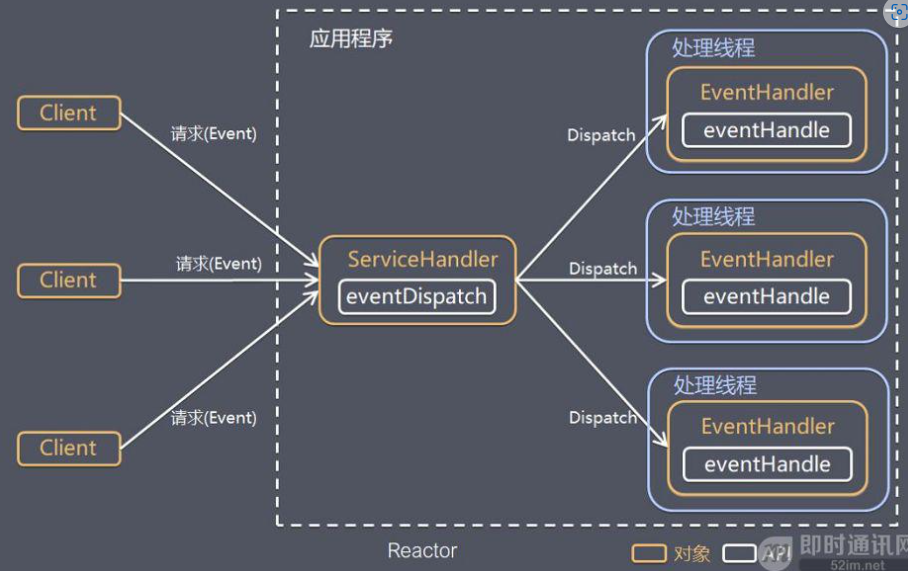 应用程序
处理线程
EventHandler
eventHandle
Client
请求(Event)
Dispatch
处理线程
Client
请求(Event)
ServiceHandler
eventDispatch
Dispatch
EventHandler
eventHandle
处理线程
Client
请求(Event)
Dispatch
EventHandler
eventHandle
Reactor
对象
API
即时通讯网
52im.net